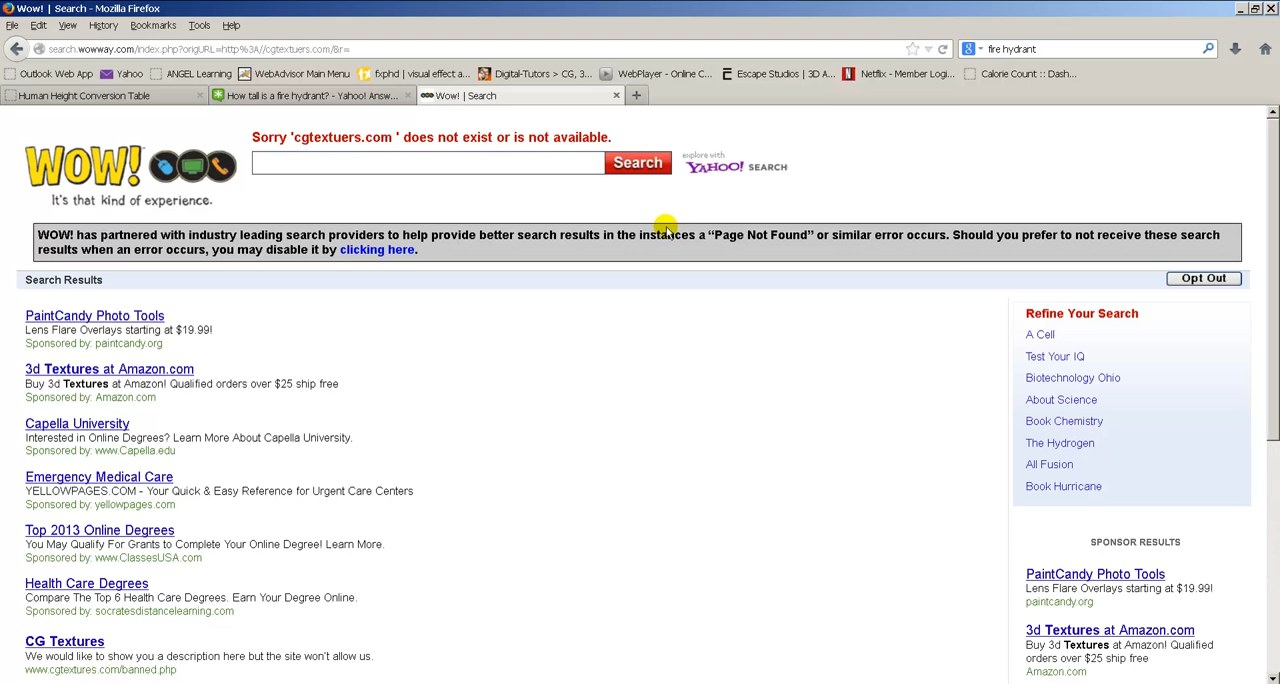 Wow! | Search - Mozilla Firefox
File Edit View History Bookmarks Tools Help
search.wowway.com/index.php?origURL=http%3A//cgtextuers.com/&r=
fire hydrant
Outlook Web App Yahoo ANGEL Learning WebAdvisor Main Menu fxphd | visual effect a... Digital-Tutors > CG, 3... WebPlayer - Online C... Escape Studios | 3D A... Netflix - Member Logi... Calorie Count :: Dash...
Human Height Conversion Table How tall is a fire hydrant? - Yahoo! Answ... Wow! | Search
Sorry 'cgtextuers.com ' does not exist or is not available.
WOW!
It's that kind of experience.
Search
explore with
YAHOO! SEARCH
WOW! has partnered with industry leading search providers to help provide better search results in the instances a “Page Not Found” or similar error occurs. Should you prefer to not receive these search
results when an error occurs, you may disable it by clicking here.
Search Results
Opt Out
PaintCandy Photo Tools
Lens Flare Overlays starting at $19.99!
Sponsored by: paintcandy.org
3d Textures at Amazon.com
Buy 3d Textures at Amazon! Qualified orders over $25 ship free
Sponsored by: Amazon.com
Capella University
Interested in Online Degrees? Learn More About Capella University.
Sponsored by: www.Capella.edu
Emergency Medical Care
YELLOWPAGES.COM - Your Quick & Easy Reference for Urgent Care Centers
Sponsored by: yellowpages.com
Top 2013 Online Degrees
You May Qualify For Grants to Complete Your Online Degree! Learn More.
Sponsored by: www.ClassesUSA.com
Health Care Degrees
Compare The Top 6 Health Care Degrees. Earn Your Degree Online.
Sponsored by: socratesdistancelearning.com
CG Textures
We would like to show you a description here but the site won't allow us.
www.cgtextures.com/banned.php
Refine Your Search
A Cell
Test Your IQ
Biotechnology Ohio
About Science
Book Chemistry
The Hydrogen
All Fusion
Book Hurricane
SPONSOR RESULTS
PaintCandy Photo Tools
Lens Flare Overlays starting at $19.99!
paintcandy.org
3d Textures at Amazon.com
Buy 3d Textures at Amazon! Qualified
orders over $25 ship free
Amazon.com